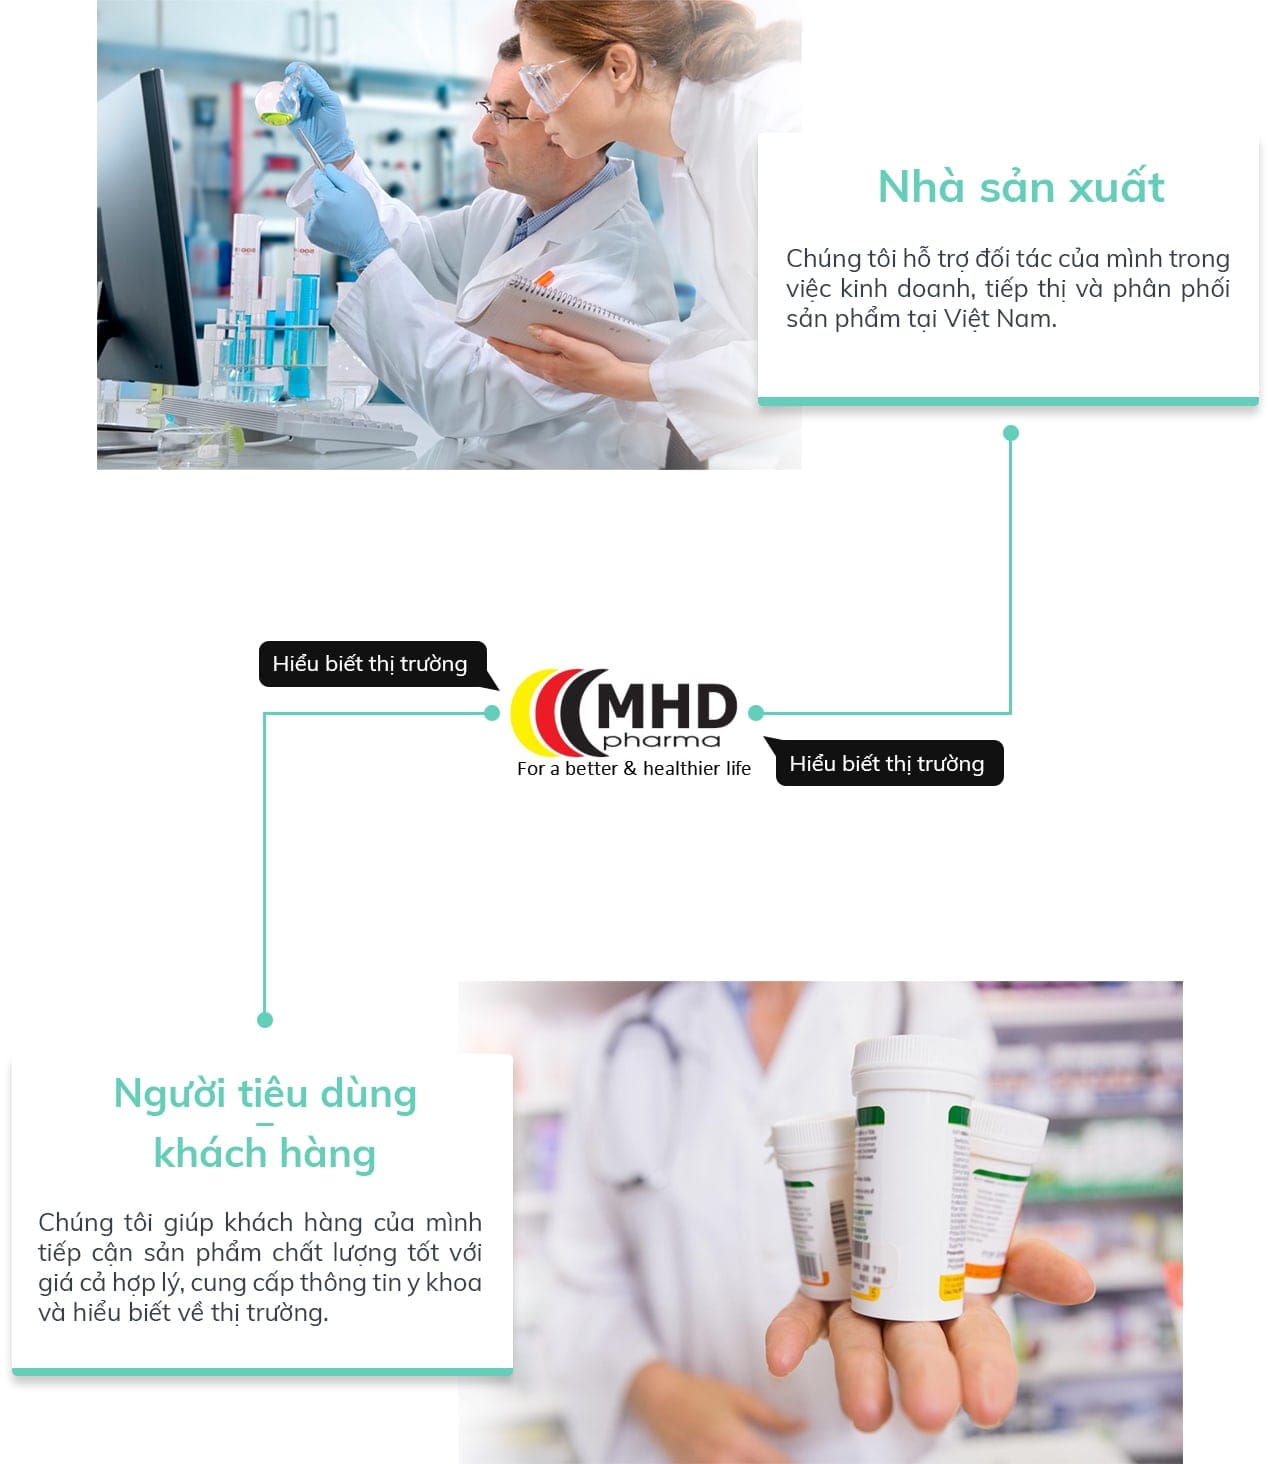 Nhà sản xuất
Chúng tôi hỗ trợ đối tác của mình trong
việc kinh doanh, tiếp thị và phân phối
sản phẩm tại Việt Nam.
Hiểu biết thị trường
MHD
pharma
For a better & healthier life
Hiểu biết thị trường
Người tiêu dùng
–
khách hàng
Chúng tôi giúp khách hàng của mình
tiếp cận sản phẩm chất lượng tốt với
giá cả hợp lý, cung cấp thông tin y khoa
và hiểu biết về thị trường.